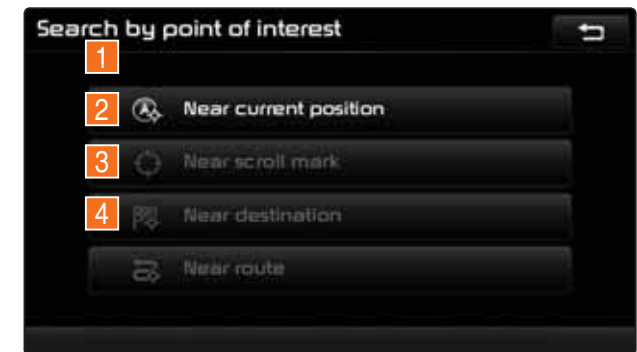 Search by point of interest
1
2 Near current position
3 Near scroll mark
4 Near destination
Near route